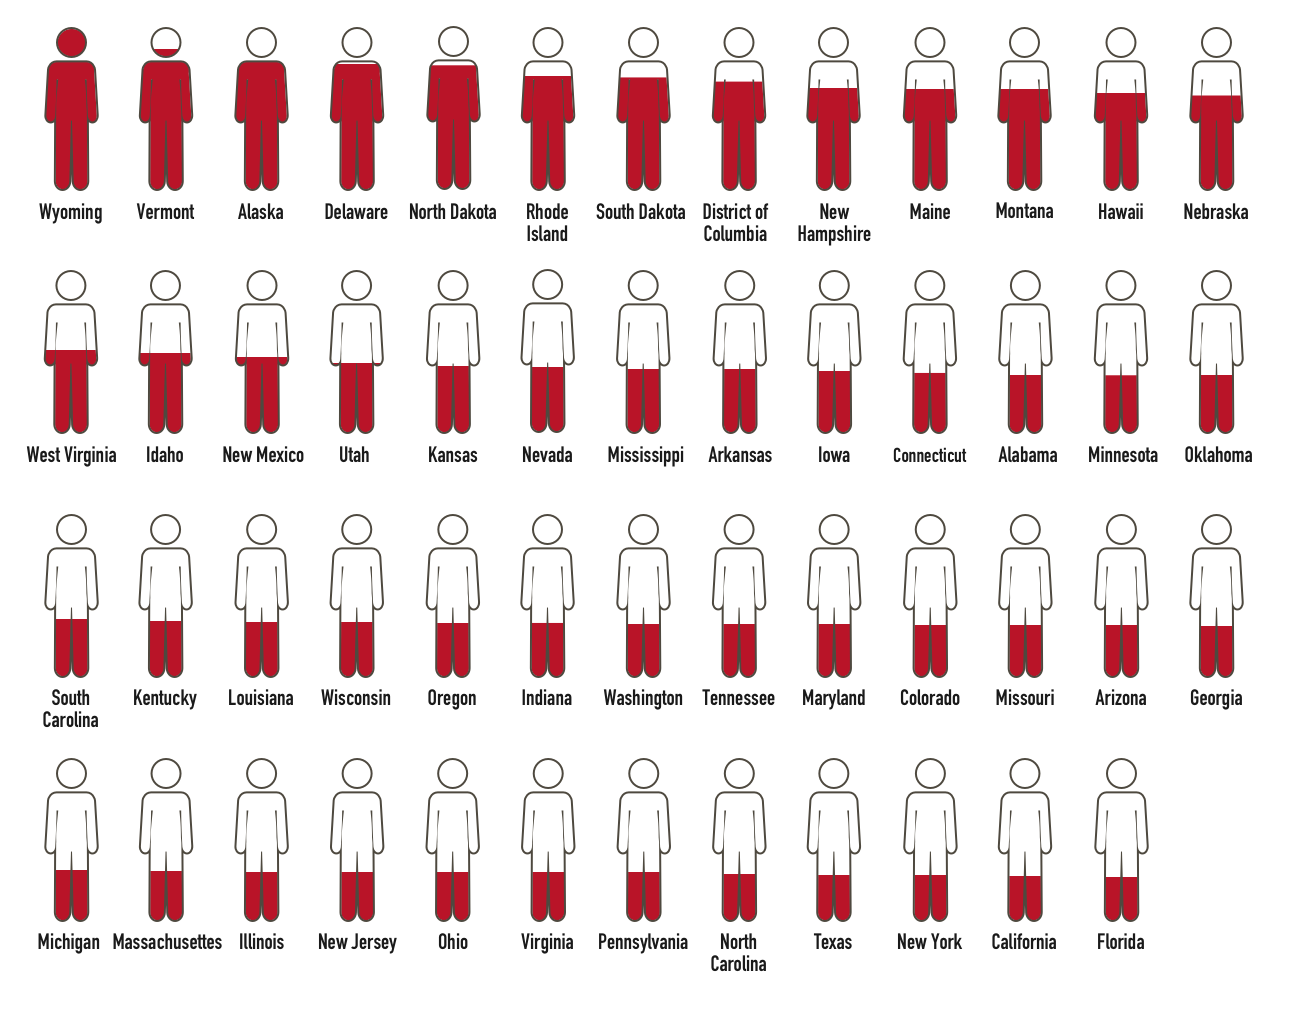 Wyoming
Vermont
Alaska
Delaware
North Dakota
Rhode
Island
South Dakota
District of
Columbia
New
Hampshire
Maine
Montana
Hawaii
Nebraska
West Virginia
Idaho
New Mexico
Utah
Kansas
Nevada
Mississippi
Arkansas
Iowa
Connecticut
Alabama
Minnesota
Oklahoma
South
Carolina
Kentucky
Louisiana
Wisconsin
Oregon
Indiana
Washington
Tennessee
Maryland
Colorado
Missouri
Arizona
Georgia
Michigan
Massachusettes
Illinois
New Jersey
Ohio
Virginia
Pennsylvania
North
Carolina
Texas
New York
California
Florida